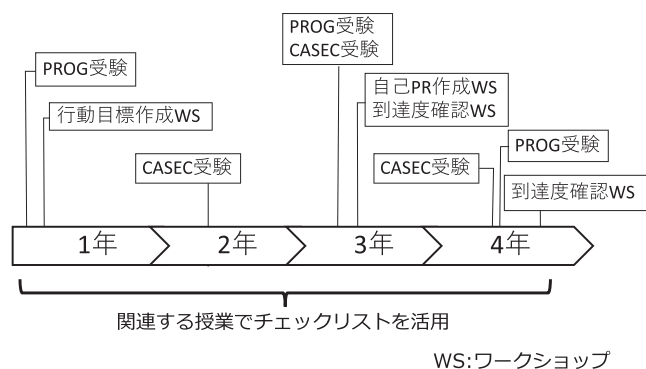 PROG受験
CASEC受験
PROG受験
行動目標作成WS
自己PR作成WS
到達度確認WS
PROG受験
CASEC受験
CASEC受験
到達度確認WS
1年
2年
3年
4年
関連する授業でチェックリストを活用
WS:ワークショップ